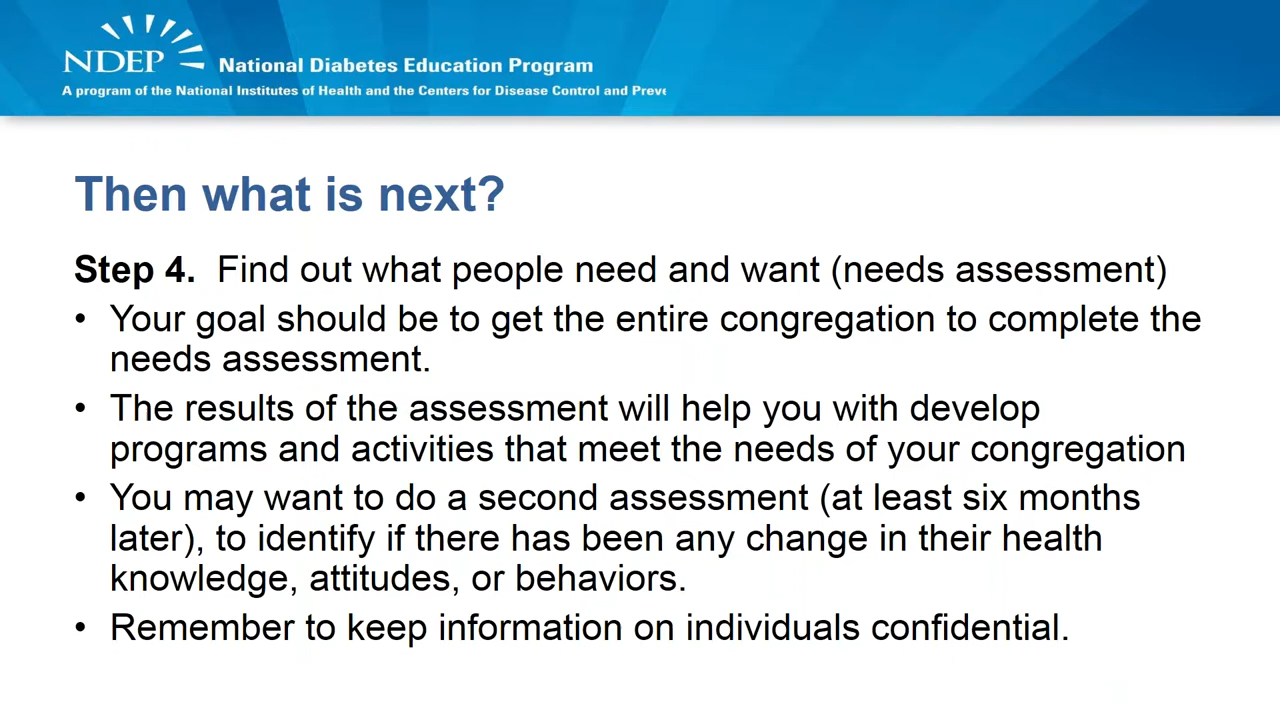 NDEP
National Diabetes Education Program
A program of the National Institutes of Health and the Centers for Disease Control and Preve
Then what is next?
Step 4. Find out what people need and want (needs assessment)
• Your goal should be to get the entire congregation to complete the
needs assessment.
• The results of the assessment will help you with develop
programs and activities that meet the needs of your congregation
• You may want to do a second assessment (at least six months
later), to identify if there has been any change in their health
knowledge, attitudes, or behaviors.
• Remember to keep information on individuals confidential.